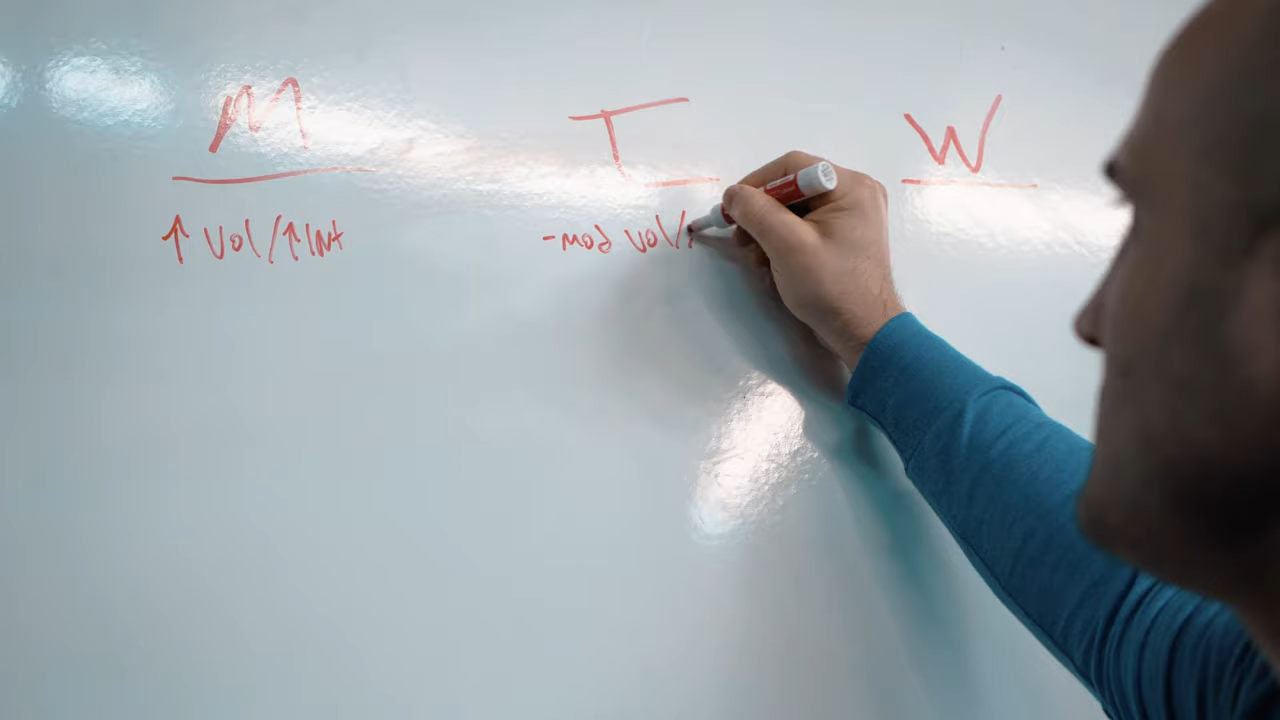 M T W
↑ Vol/↑Int - mod vol/